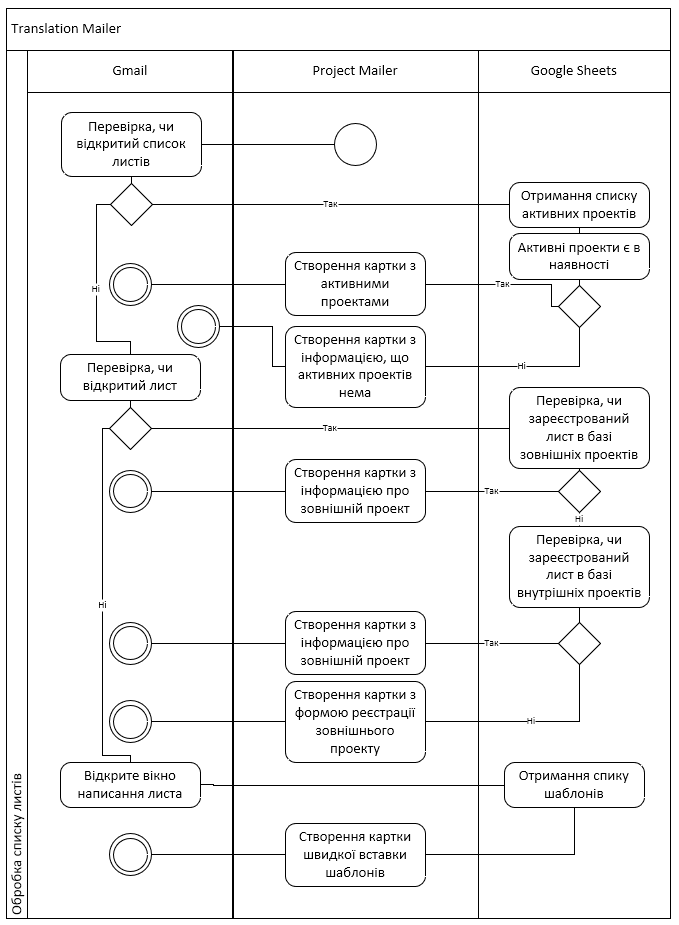 Translation Mailer
Gmail
Project Mailer
Google Sheets
Перевірка, чи
відкритий список
листів
Так
Отримання списку
активних проектів
Активні проекти є в
наявності
Створення картки з
активними
проектами
Так
Ні
Створення картки з
інформацією, що
активних проектів
нема
Ні
Перевірка, чи
відкритий лист
Так
Перевірка, чи
зареєстрований
лист в базі
зовнішніх проектів
Створення картки з
інформацією про
зовнішній проект
Так
Ні
Перевірка, чи
зареєстрований
лист в базі
внутрішніх проектів
Ні
Створення картки з
інформацією про
зовнішній проект
Так
Створення картки з
формою реєстрації
зовнішнього
проекту
Ні
Відкрите вікно
написання листа
Отримання спику
шаблонів
Створення картки
швидкої вставки
шаблонів
Обробка списку листів